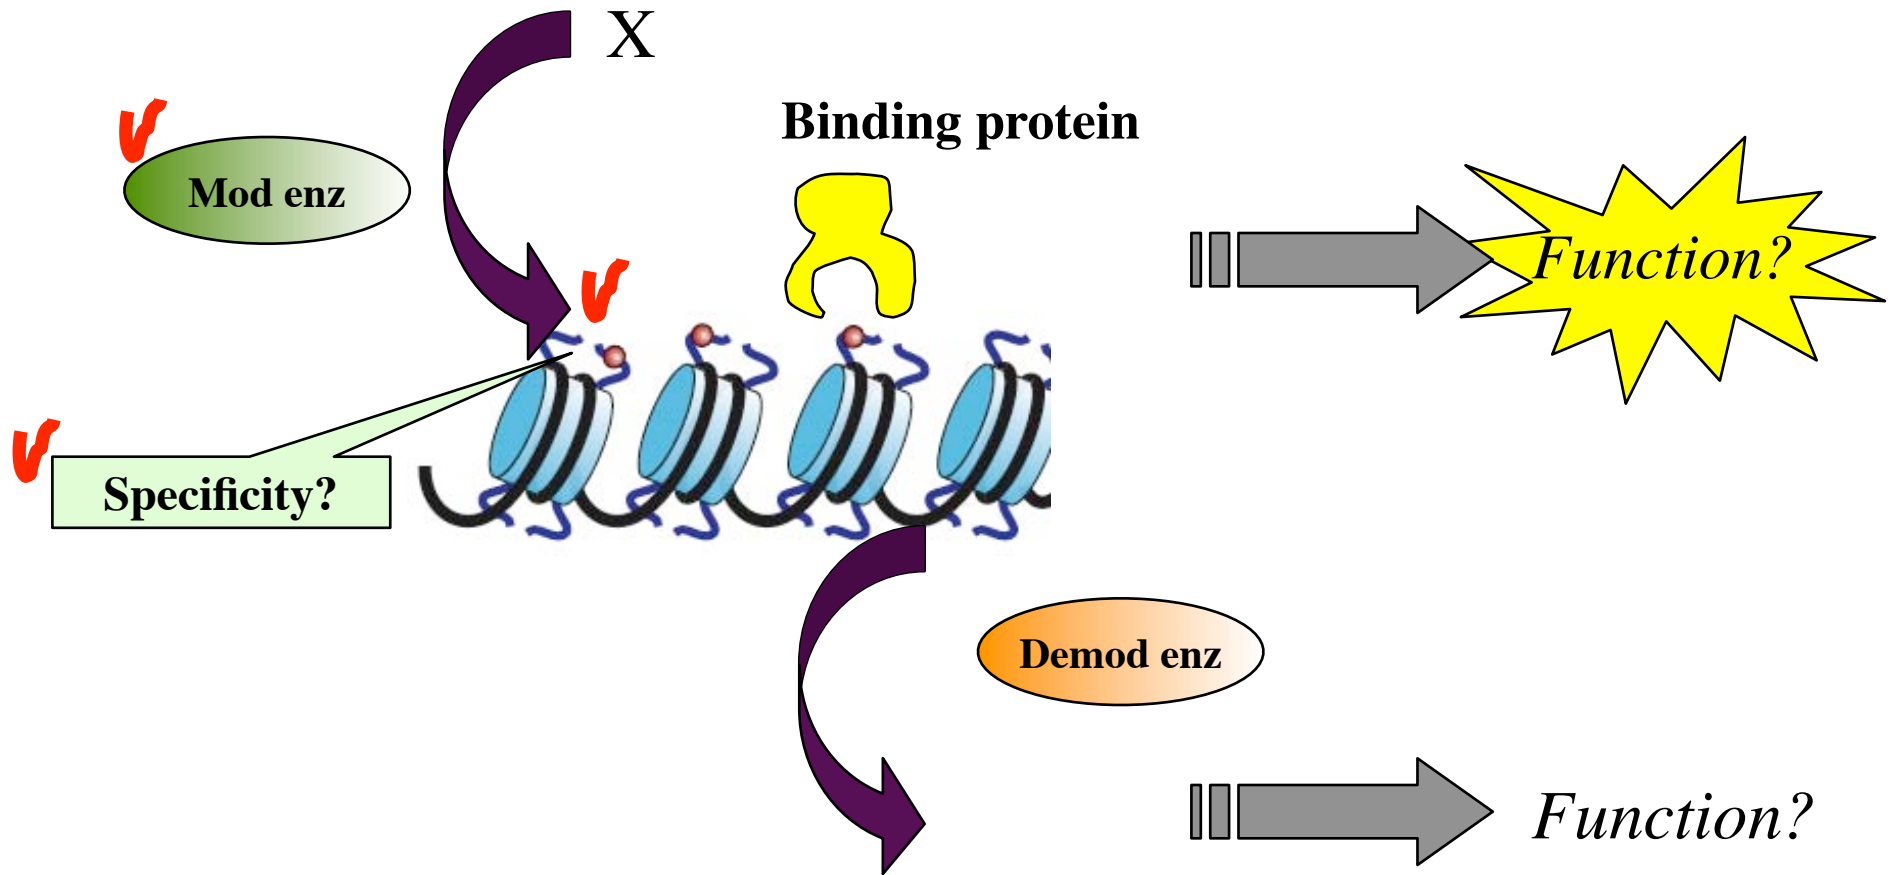 X
Binding protein
Mod enz
Function?
Specificity?
Demod enz
Function?